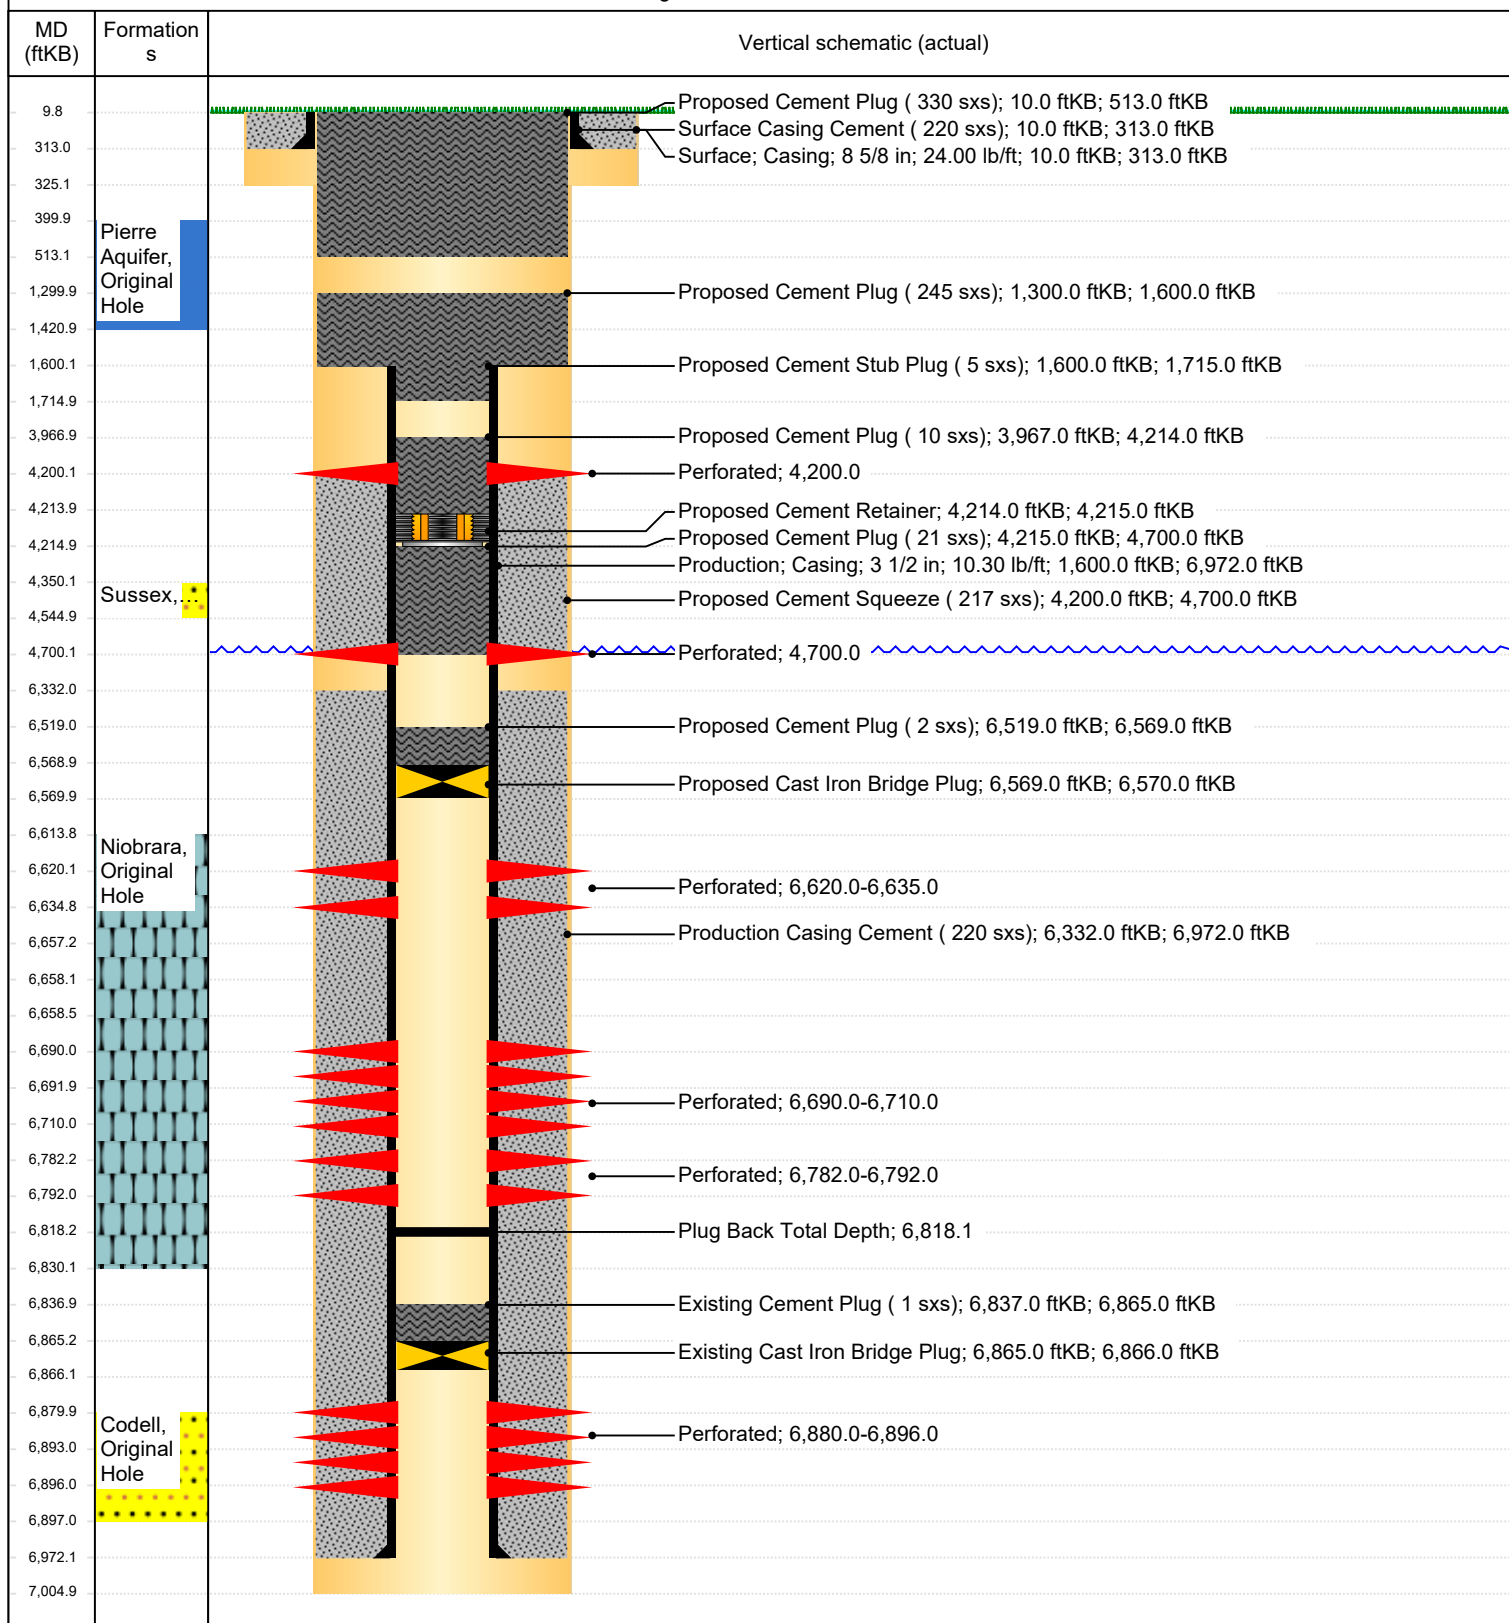 MD
(ftKB)
Formation
s
Vertical schematic (actual)
9.8
313.0
325.1
399.9
513.1
1,299.9
1,420.9
1,600.1
1,714.9
3,966.9
4,200.1
4,213.9
4,214.9
4,350.1
4,544.9
4,700.1
6,332.0
6,519.0
6,568.9
6,569.9
6,613.8
6,620.1
6,634.8
6,657.2
6,658.1
6,658.5
6,690.0
6,691.9
6,710.0
6,782.2
6,792.0
6,818.2
6,830.1
6,836.9
6,865.2
6,866.1
6,879.9
6,893.0
6,896.0
6,897.0
6,972.1
7,004.9
Pierre
Aquifer,
Original
Hole
Sussex,...
Niobrara,
Original
Hole
Codell,
Original
Hole
Proposed Cement Plug ( 330 sxs); 10.0 ftKB; 513.0 ftKB
Surface Casing Cement ( 220 sxs); 10.0 ftKB; 313.0 ftKB
Surface; Casing; 8 5/8 in; 24.00 lb/ft; 10.0 ftKB; 313.0 ftKB
Proposed Cement Plug ( 245 sxs); 1,300.0 ftKB; 1,600.0 ftKB
Proposed Cement Stub Plug ( 5 sxs); 1,600.0 ftKB; 1,715.0 ftKB
Proposed Cement Plug ( 10 sxs); 3,967.0 ftKB; 4,214.0 ftKB
Perforated; 4,200.0
Proposed Cement Retainer; 4,214.0 ftKB; 4,215.0 ftKB
Proposed Cement Plug ( 21 sxs); 4,215.0 ftKB; 4,700.0 ftKB
Production; Casing; 3 1/2 in; 10.30 lb/ft; 1,600.0 ftKB; 6,972.0 ftKB
Proposed Cement Squeeze ( 217 sxs); 4,200.0 ftKB; 4,700.0 ftKB
Perforated; 4,700.0
Proposed Cement Plug ( 2 sxs); 6,519.0 ftKB; 6,569.0 ftKB
Proposed Cast Iron Bridge Plug; 6,569.0 ftKB; 6,570.0 ftKB
Perforated; 6,620.0-6,635.0
Production Casing Cement ( 220 sxs); 6,332.0 ftKB; 6,972.0 ftKB
Perforated; 6,690.0-6,710.0
Perforated; 6,782.0-6,792.0
Plug Back Total Depth; 6,818.1
Existing Cement Plug ( 1 sxs); 6,837.0 ftKB; 6,865.0 ftKB
Existing Cast Iron Bridge Plug; 6,865.0 ftKB; 6,866.0 ftKB
Perforated; 6,880.0-6,896.0